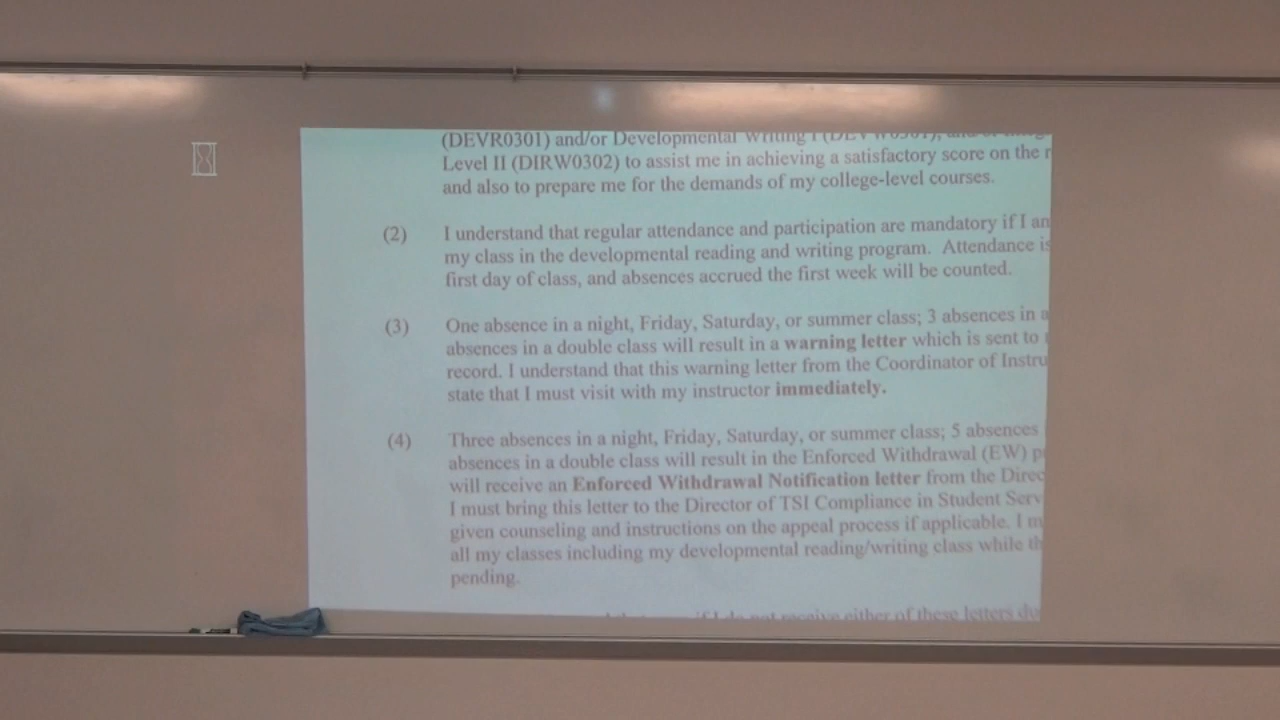 (DEVR0301) and/or Developmental Writing I
Level II (DIRW0302) to assist me in achieving a satisfactory score on the
and also to prepare me for the demands of my college-level courses.
(2) I understand that regular attendance and participation are mandatory if I
my class in the developmental reading and writing program. Attendance is
first day of class, and absences accrued the first week will be counted.
(3) One absence in a night, Friday, Saturday, or summer class; 3 absences in a
absences in a double class will result in a warning letter which is sent to
record. I understand that this warning letter from the Coordinator of Instru
state that I must visit with my instructor immediately.
(4) Three absences in a night, Friday, Saturday, or summer class; 5 absences
absences in a double class will result in the Enforced Withdrawal (EW)
will receive an Enforced Withdrawal Notification letter from the Direc
I must bring this letter to the Director of TSI Compliance in Student Serv
given counseling and instructions on the appeal process if applicable. I
all my classes including my developmental reading/writing class while th
pending.
if I do not receive either of these letters